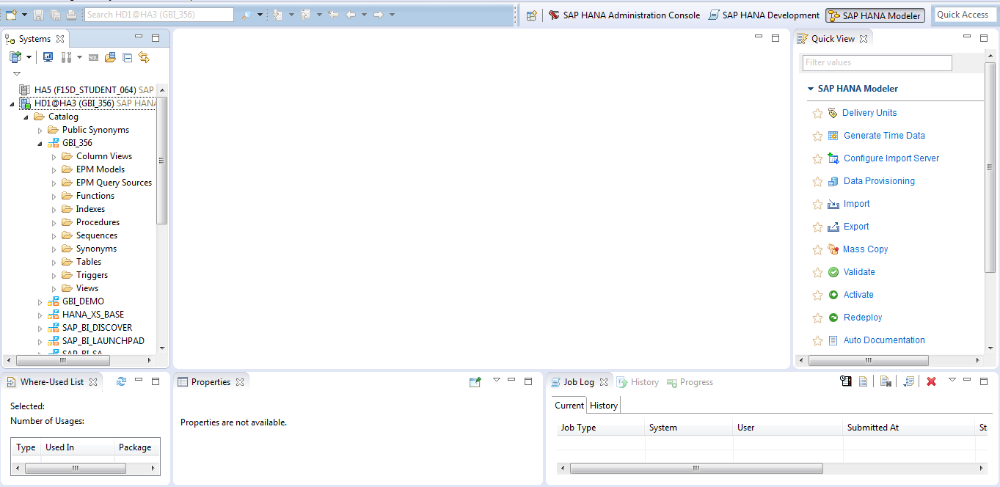 Search HD1@HA3 (GBI_356)
SAP HANA Administration Console
SAP HANA Development
SAP HANA Modeler
Quick Access
Systems
SQL
HA5 (F15D_STUDENT_064) SAP
HD1@HA3 (GBI_356) SAP HANA
Catalog
Public Synonyms
GBI_356
Column Views
EPM Models
EPM Query Sources
Functions
Indexes
Procedures
Sequences
Synonyms
Tables
Triggers
Views
GBI_DEMO
HANA_XS_BASE
SAP_BI_DISCOVER
SAP_BI_LAUNCHPAD
SAP_BI_SA
Quick View
Filter values
SAP HANA Modeler
Delivery Units
Generate Time Data
Configure Import Server
Data Provisioning
Import
Export
Mass Copy
Validate
Activate
Redeploy
Auto Documentation
Where-Used List
Selected:
Number of Usages:
Type Used In Package
Properties
Properties are not available.
Job Log
History
Progress
Current History
Job Type System User Submitted At St